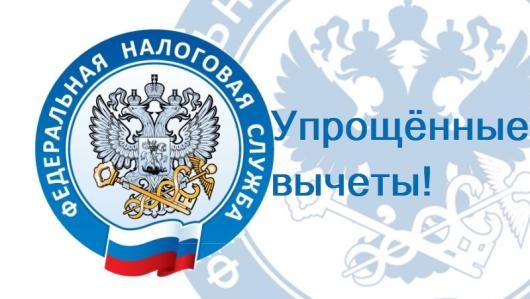 ФЕДЕРАЛЬНАЯ НАЛОГОВАЯ СЛУЖБА
Упрощённые
вычеты!